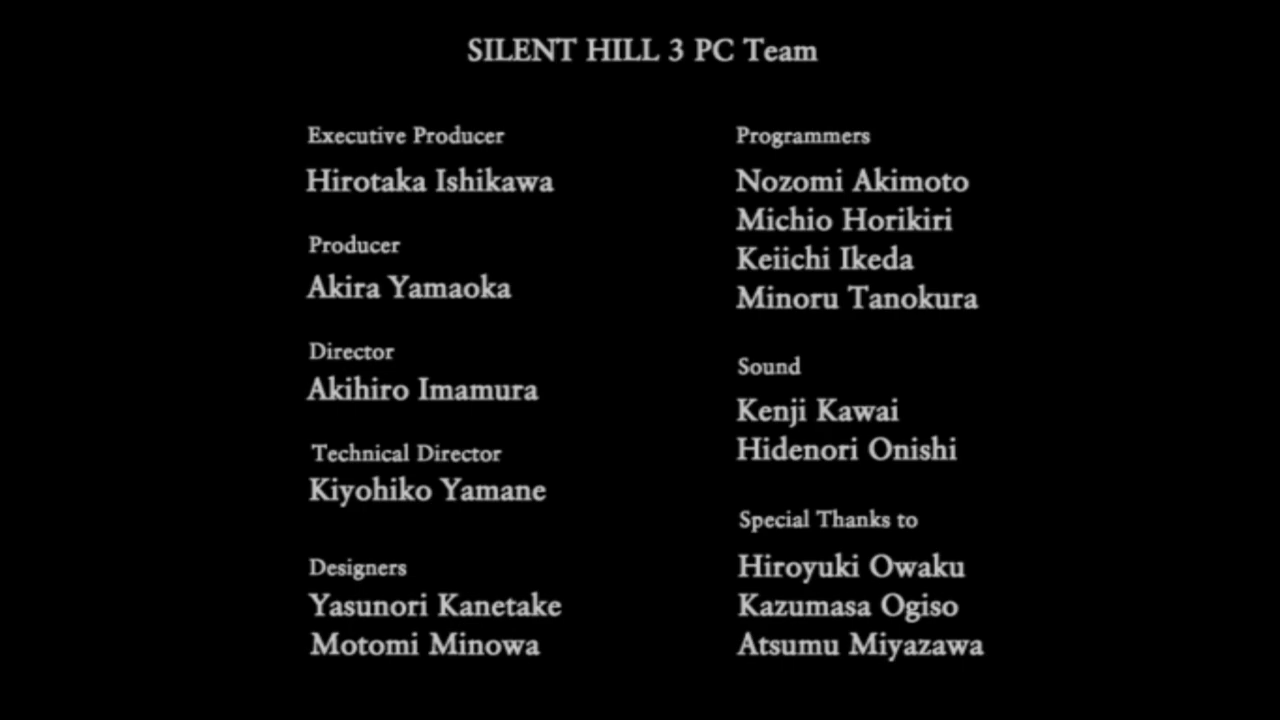 SILENT HILL 3 PC Team
Executive Producer
Hirotaka Ishikawa
Producer
Akira Yamaoka
Director
Akihiro Imamura
Technical Director
Kiyohiko Yamane
Designers
Yasunori Kanetake
Motomi Minowa
Programmers
Nozomi Akimoto
Michio Horikiri
Keiichi Ikeda
Minoru Tanokura
Sound
Kenji Kawai
Hidenori Onishi
Special Thanks to
Hiroyuki Owaku
Kazumasa Ogiso
Atsumu Miyazawa